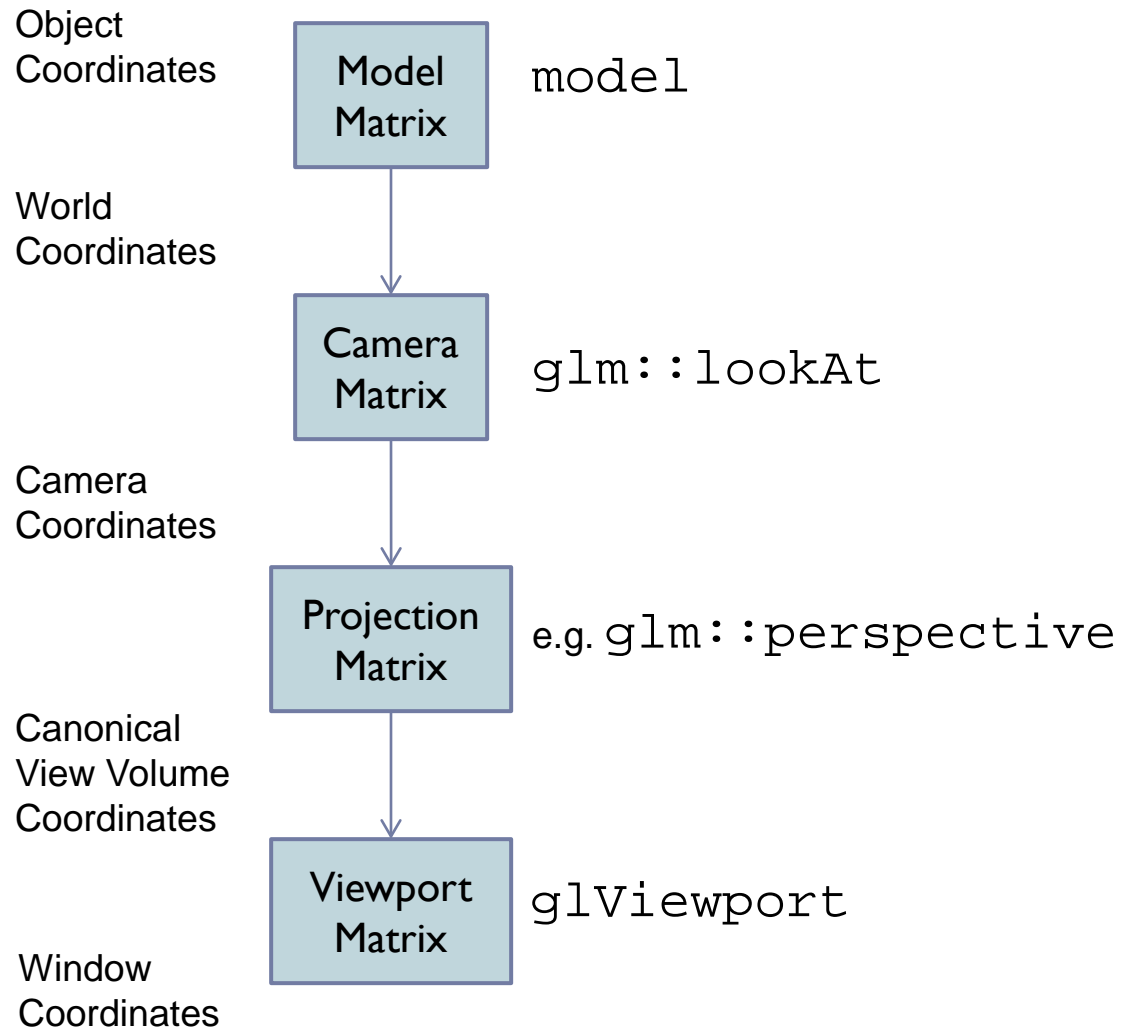 Object
Coordinates
Model
Matrix
model
World
Coordinates
Camera
Matrix
glm::lookAt
Camera
Coordinates
Projection
Matrix
e.g. glm::perspective
Canonical
View Volume
Coordinates
Viewport
Matrix
glViewport
Window
Coordinates